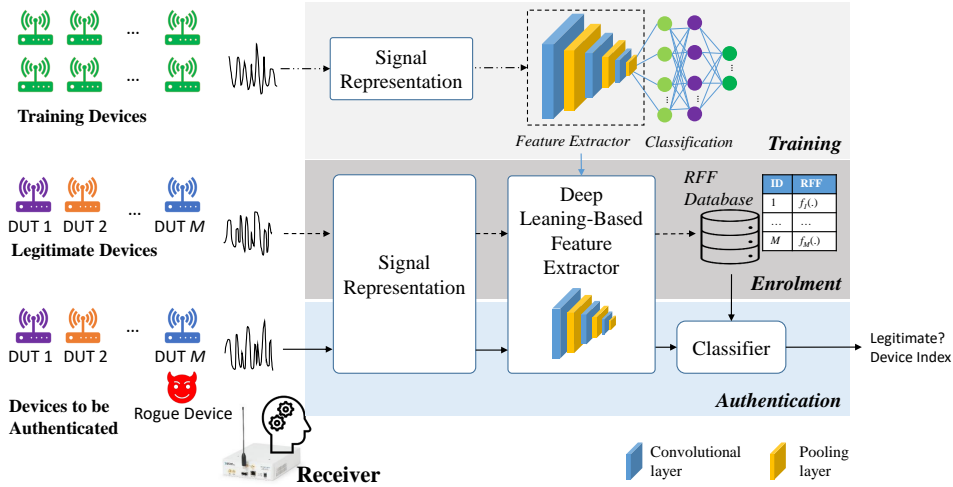 ...
...
Training Devices
Signal
Representation
Feature Extractor
Classification
Training
...
DUT 1
DUT 2
DUT M
Legitimate Devices
Signal
Representation
Deep
Leaning-Based
Feature
Extractor
RFF
Database
ID RFF
1 f1(.)
... ...
M fM(.)
Enrolment
...
DUT 1
DUT 2
DUT M
Rogue Device
Devices to be
Authenticated
Classifier
Legitimate?
Device Index
Authentication
Receiver
Convolutional
layer
Pooling
layer